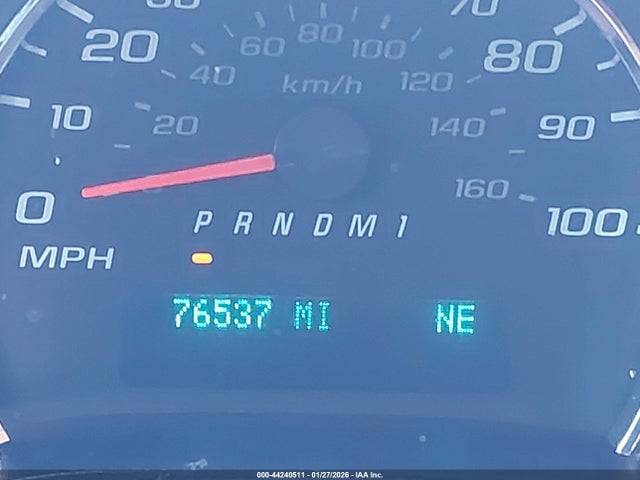 80
60 100
20 80
40 120
km/h
10 20 140 90
0 160 100
P R N D M 1
MPH
76537 MI NE
000-44240511 - 01/27/2026 - IAA Inc.